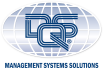 DQS
MANAGEMENT SYSTEMS SOLUTIONS